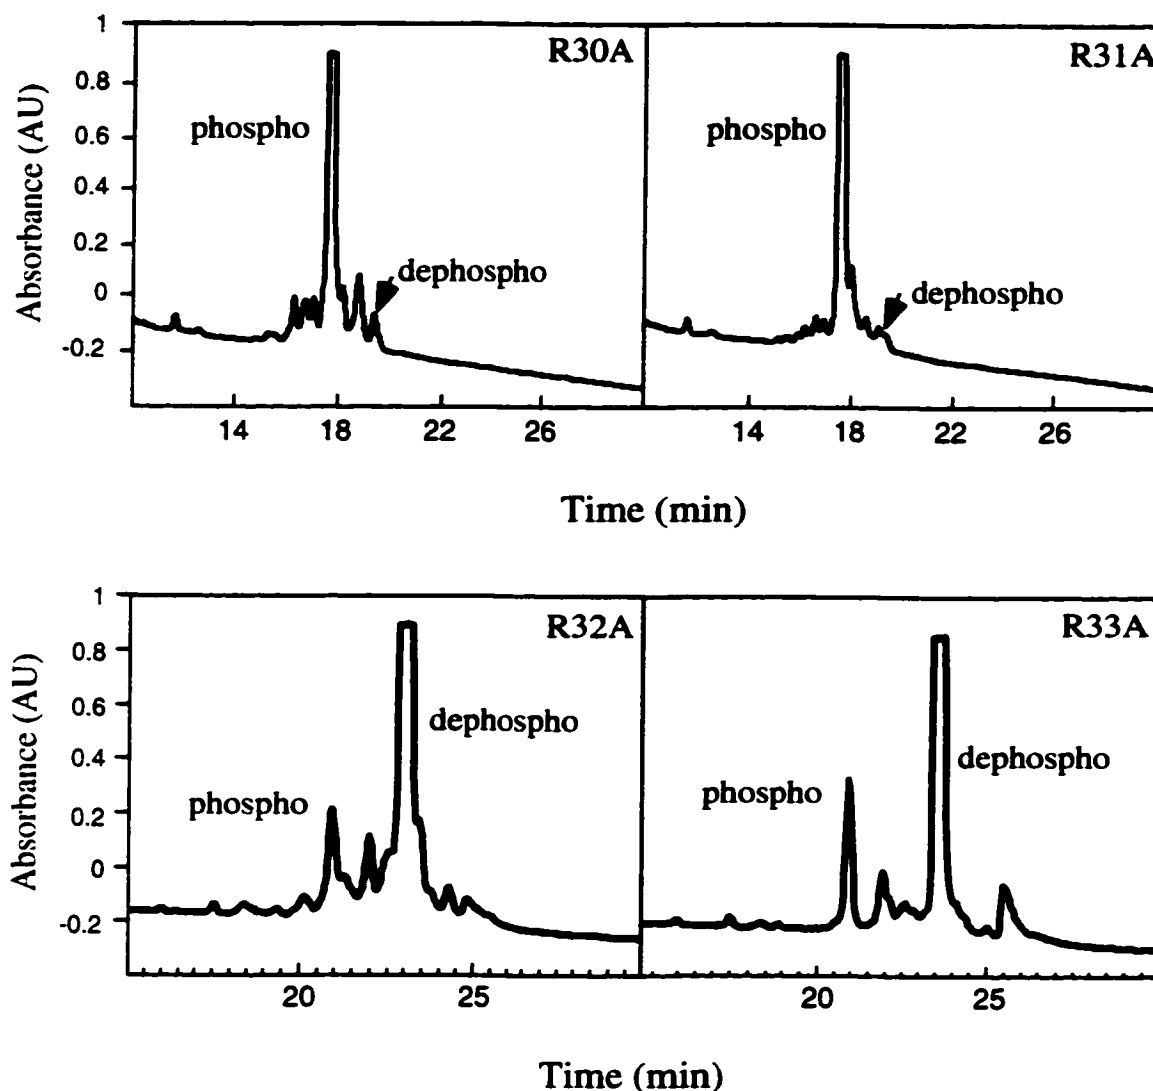 1
R30A
R31A
0.8
phospho
phospho
0.6
0.4
0.2
dephospho
dephospho
0
-0.2
Absorbance (AU)
14 18 22 26 14 18 22 26
Time (min)
1
R32A
R33A
0.8
dephospho
dephospho
0.6
0.4
phospho
phospho
0.2
0
-0.2
Absorbance (AU)
20 25 20 25
Time (min)